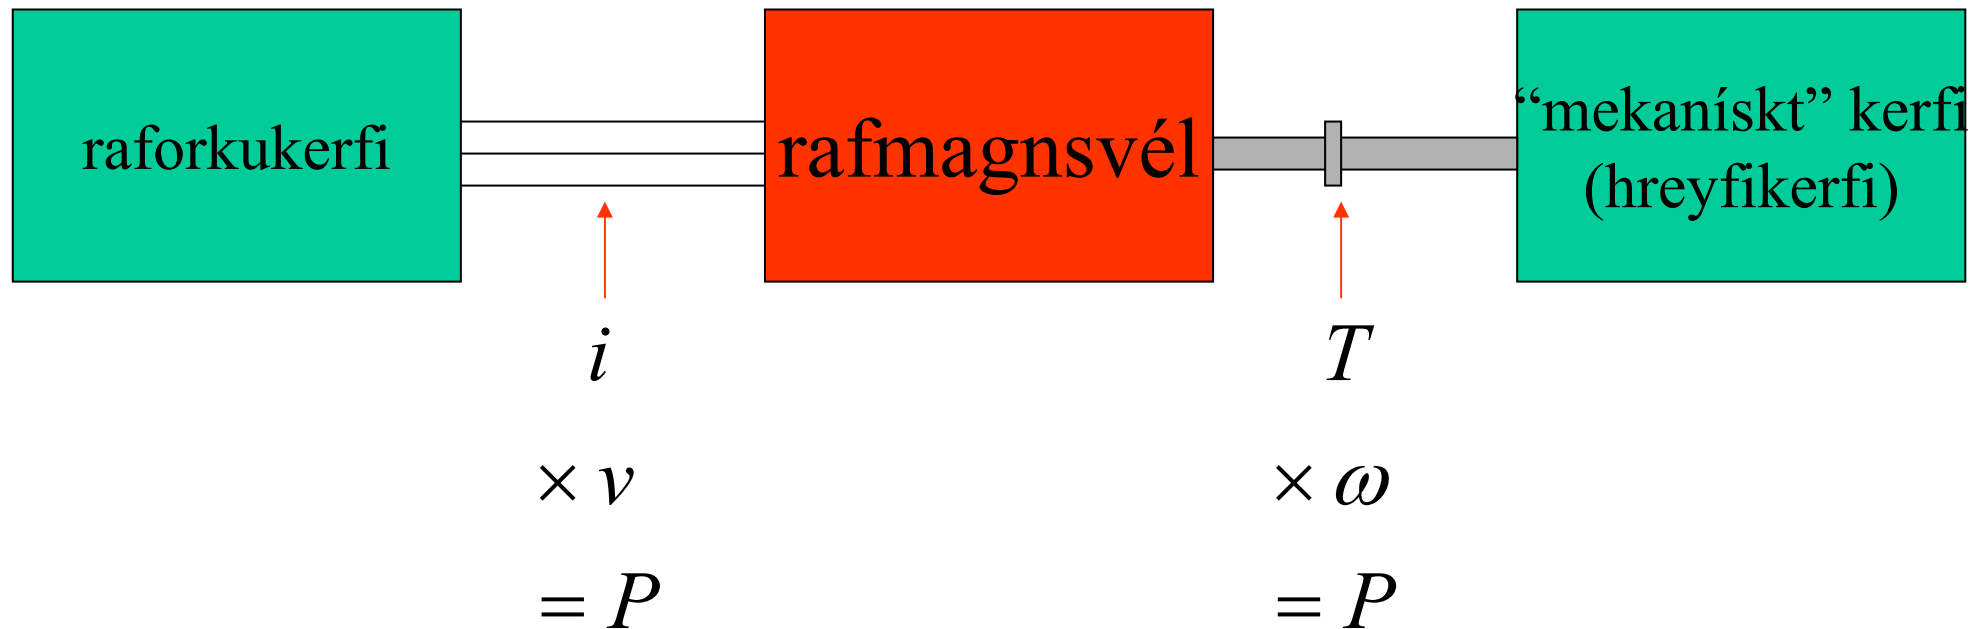 raforkukerfi
rafmagnsvél
“mekanískt” kerfi
(hreyfikerfi)
i
× v
= P
T
× ω
= P